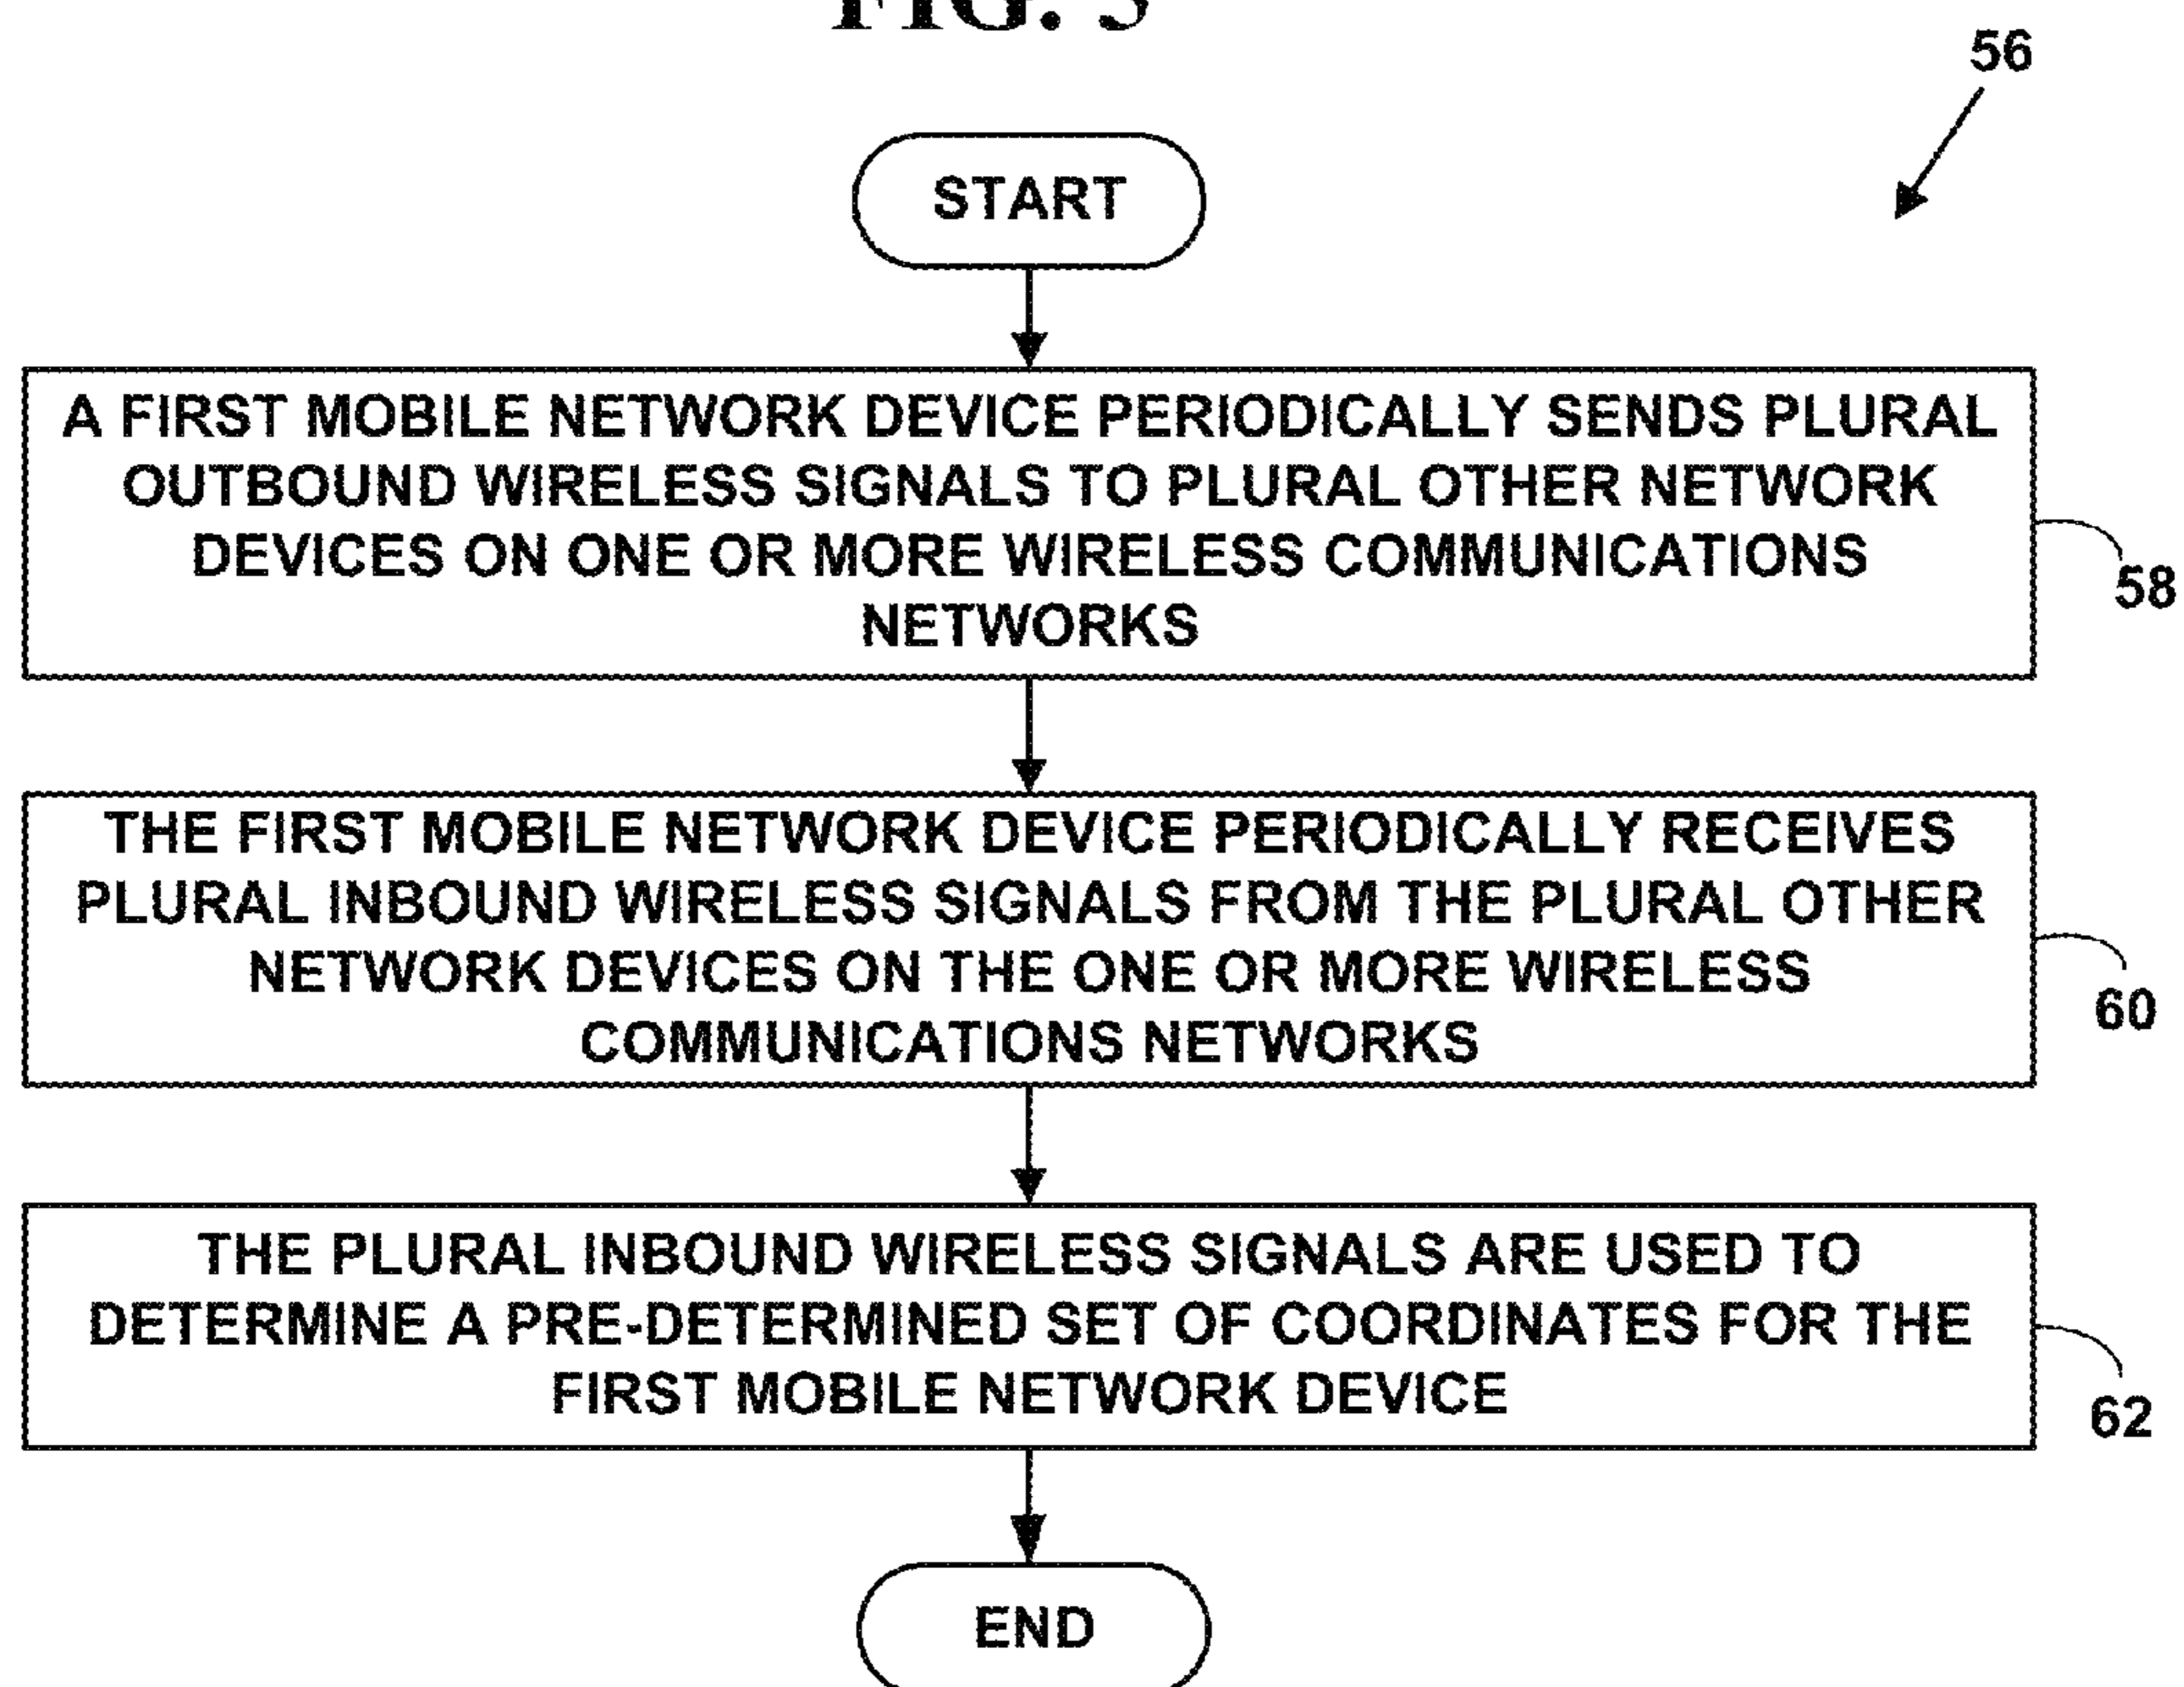 FIG.
56
START
A FIRST MOBILE NETWORK DEVICE PERIODICALLY SENDS PLURAL
OUTBOUND WIRELESS SIGNALS TO PLURAL OTHER NETWORK
DEVICES ON ONE OR MORE WIRELESS COMMUNICATIONS
NETWORKS
58
THE FIRST MOBILE NETWORK DEVICE PERIODICALLY RECEIVES
PLURAL INBOUND WIRELESS SIGNALS FROM THE PLURAL OTHER
NETWORK DEVICES ON THE ONE OR MORE WIRELESS
COMMUNICATIONS NETWORKS
60
THE PLURAL INBOUND WIRELESS SIGNALS ARE USED TO
DETERMINE A PRE-DETERMINED SET OF COORDINATES FOR THE
FIRST MOBILE NETWORK DEVICE
62
END